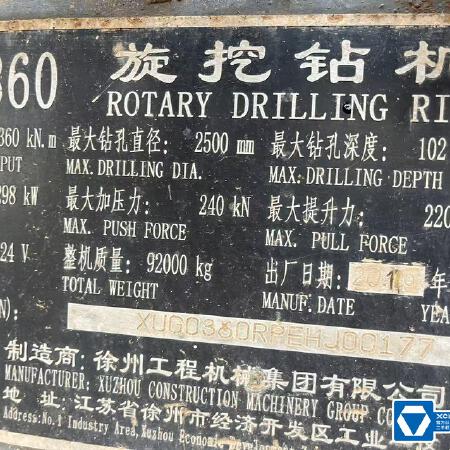 360 旋挖钻机
ROTARY DRILLING RI
360 kN.m 最大钻孔直径: 2500 mm 最大钻孔深度: 102
PUT MAX. DRILLING DIA. MAX. DRILLING DEPTH
298 kW 最大加压力: 240 kN 最大提升力: 220
MAX. PUSH FORCE MAX. PULL FORCE
24 V 整机质量: 92000 kg 出厂日期: 2019 年
TOTAL WEIGHT MANUF. DATE YEA
N): XUG0360RPEHJ00177
制造商: 徐州工程机械集团有限公司
MANUFACTURER: XUZHOU CONSTRUCTION MACHINERY GROUP CO
地 址: 江苏省徐州市经济开发区工业一
Address: No.1 Industry Area, Xuzhou Economic
XC